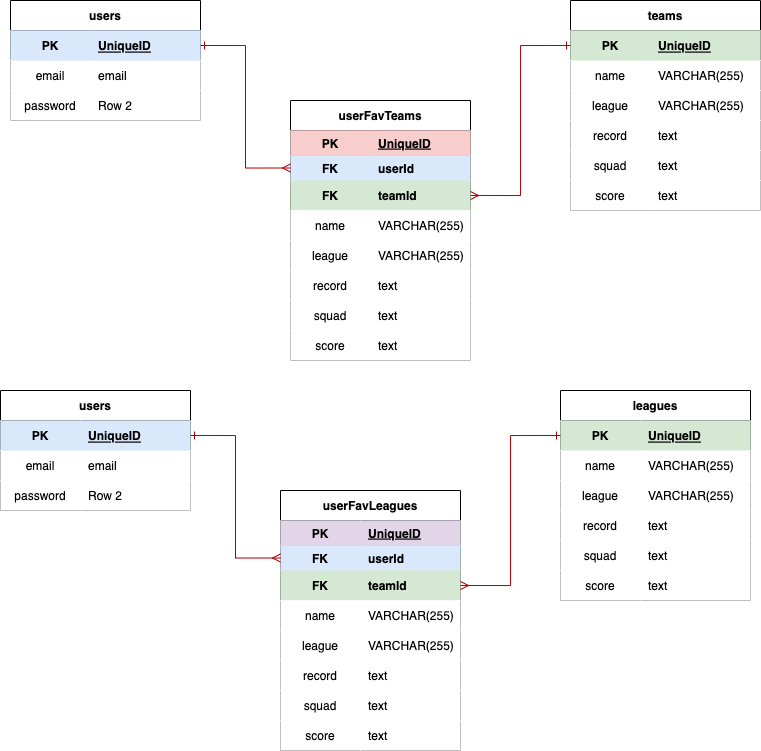 users
PK UniqueID
email email
password Row 2
teams
PK UniqueID
name VARCHAR(255)
league VARCHAR(255)
record text
squad text
score text
userFavTeams
PK UniqueID
FK userId
FK teamId
name VARCHAR(255)
league VARCHAR(255)
record text
squad text
score text
users
PK UniqueID
email email
password Row 2
leagues
PK UniqueID
name VARCHAR(255)
league VARCHAR(255)
record text
squad text
score text
userFavLeagues
PK UniqueID
FK userId
FK teamId
name VARCHAR(255)
league VARCHAR(255)
record text
squad text
score text